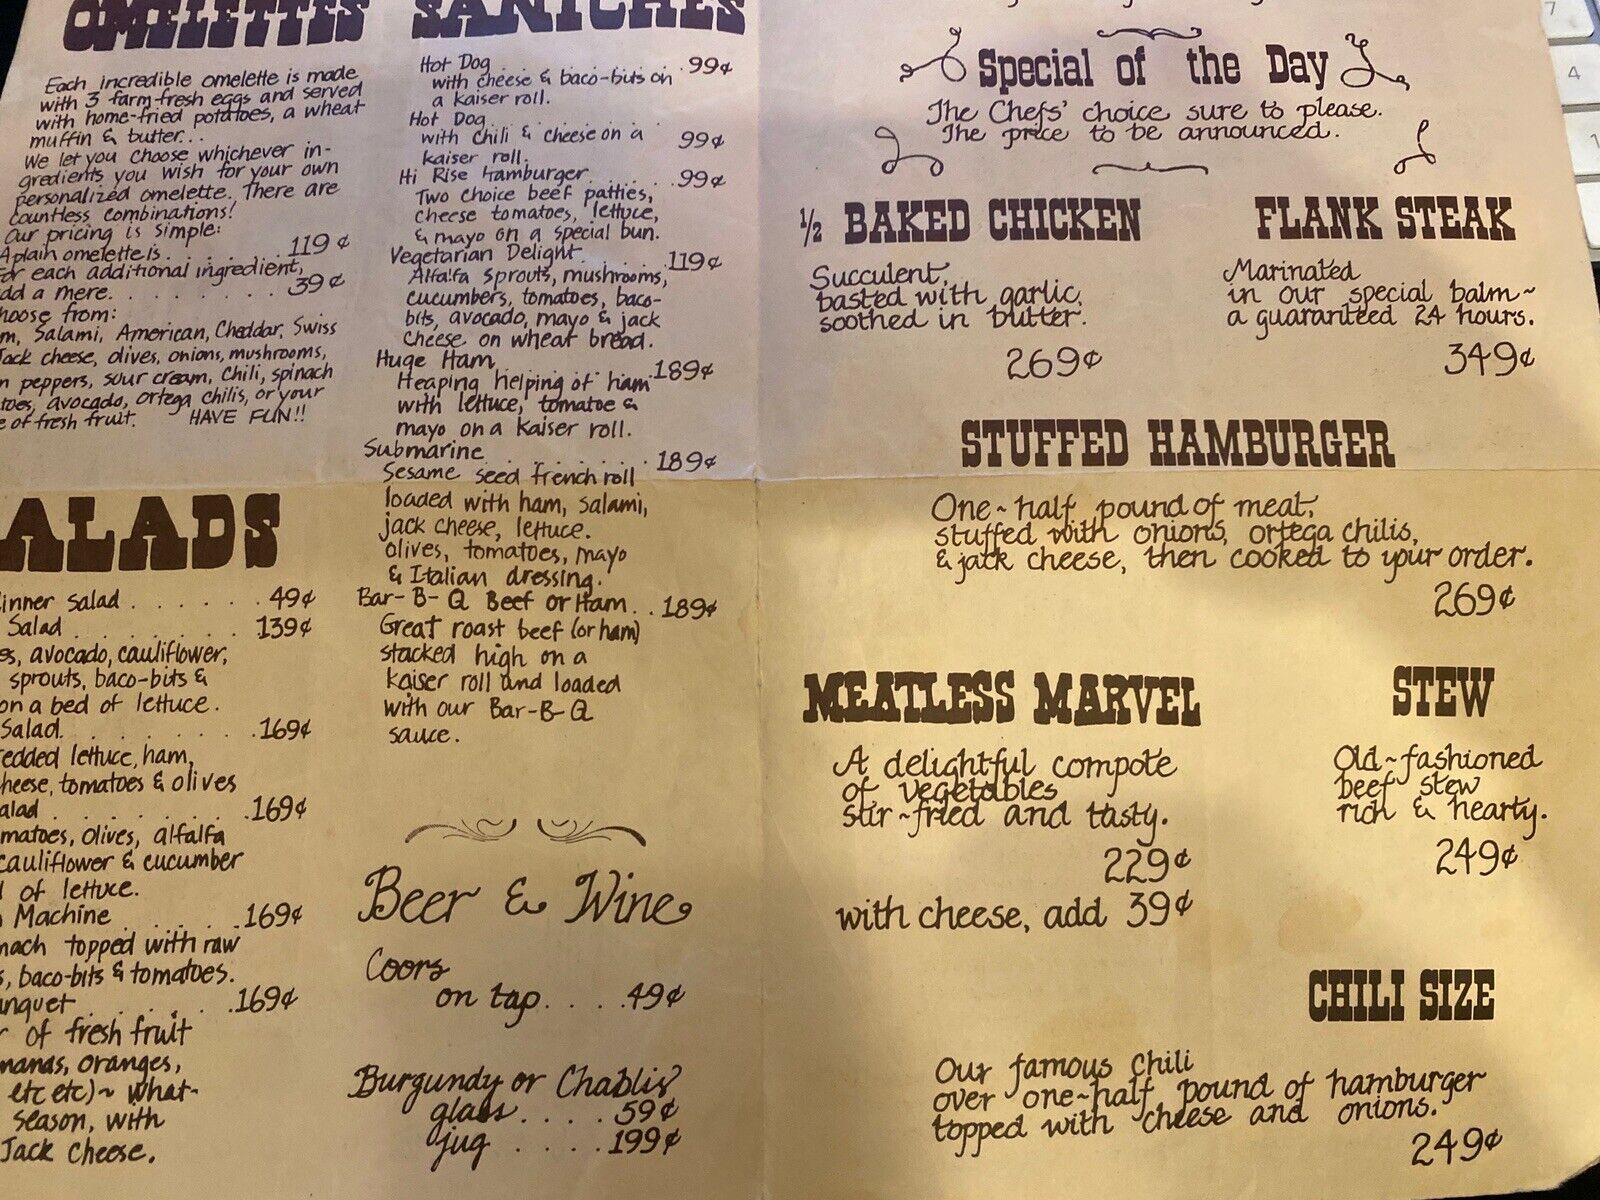 OMELETTES
Each incredible omelette is made
with 3 farm-fresh eggs and served
with home-fried potatoes, a wheat
muffin & butter...
We let you choose whichever in-
gredients you wish for your own
personalized omelette. There are
countless combinations!
Our pricing is simple:
A plain omelette is . . . . . . . 119¢
For each additional ingredient,
add a mere. . . . . . . . . 39¢
hoose from:
m, Salami, American, Cheddar, Swiss
Jack cheese, olives, onions, mushrooms,
n peppers, sour cream, chili, spinach
toes, avocado, ortega chilis, or your
e of fresh fruit. HAVE FUN!!
ALADS
inner Salad . . . . . . 49¢
Salad . . . . . . . . 139¢
es, avocado, cauliflower,
sprouts, baco-bits &
on a bed of lettuce.
Salad. . . . . . . . . 169¢
edded lettuce, ham,
heese, tomatoes & olives
alad . . . . . . . . . 169¢
matoes, olives, alfalfa
cauliflower & cucumber
d of lettuce.
Machine . . . . . . 169¢
nach topped with raw
s, baco-bits & tomatoes.
anquet . . . . . . . 169¢
r of fresh fruit
nanas, oranges,
etc etc)~ what-
season, with
Jack cheese.
SANICHES
Hot Dog . . . . . . . . . 99¢
with cheese & baco-bits on
a kaiser roll.
Hot Dog . . . . . . . . . 99¢
with chili & cheese on a
kaiser roll.
Hi Rise Hamburger . . . . . 99¢
Two choice beef patties,
cheese tomatoes, lettuce,
& mayo on a special bun.
Vegetarian Delight . . . . . 119¢
Alfalfa sprouts, mushrooms,
cucumbers, tomatoes, baco-
bits, avocado, mayo & jack
cheese on wheat bread.
Huge Ham . . . . . . . . 189¢
Heaping helping of ham
with lettuce, tomatoe &
mayo on a kaiser roll.
Submarine . . . . . . . . 189¢
Sesame seed french roll
loaded with ham, salami,
jack cheese, lettuce.
olives, tomatoes, mayo
& Italian dressing.
Bar-B-Q Beef or Ham. . . 189¢
Great roast beef (or ham)
stacked high on a
kaiser roll and loaded
with our Bar-B-Q
sauce.
Beer & Wine
Coors
on tap. . . . 49¢
Burgundy or Chablis
glass. . . . . 59¢
jug . . . . . 199¢
Special of the Day
The Chefs' choice sure to please.
The price to be announced.
½ BAKED CHICKEN
Succulent,
basted with garlic,
soothed in butter.
269¢
FLANK STEAK
Marinated
in our special balm~
a guaranteed 24 hours.
349¢
STUFFED HAMBURGER
One~half pound of meat,
stuffed with onions, ortega chilis,
& jack cheese, then cooked to your order.
269¢
MEATLESS MARVEL
A delightful compote
of vegetables
stir~fried and tasty.
229¢
with cheese, add 39¢
STEW
Old~fashioned
beef stew
rich & hearty.
249¢
CHILI SIZE
Our famous chili
over one~half pound of hamburger
topped with cheese and onions.
249¢
7
4
1